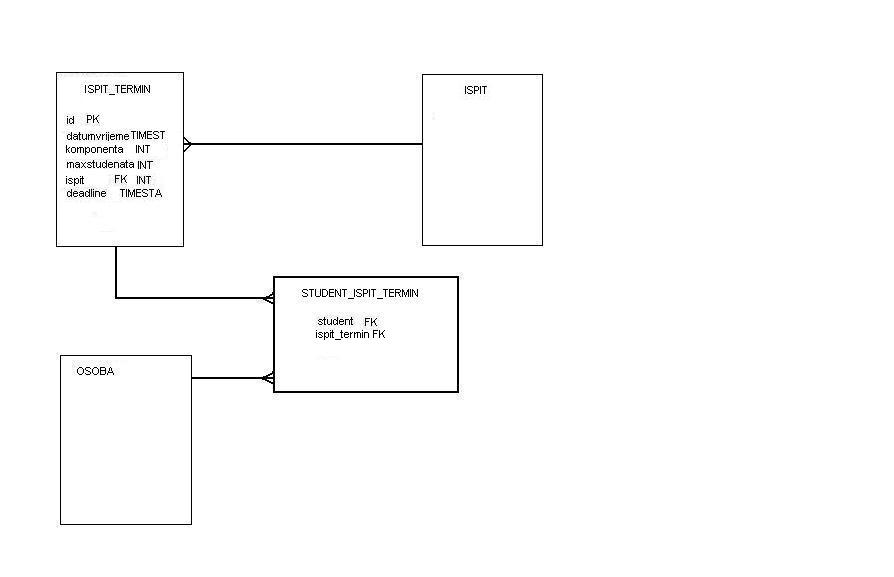 ISPIT_TERMIN
id PK
datumvrijeme TIMEST
komponenta INT
maxstudenata INT
ispit FK INT
deadline TIMESTA
ISPIT
STUDENT_ISPIT_TERMIN
student FK
ispit_termin FK
OSOBA